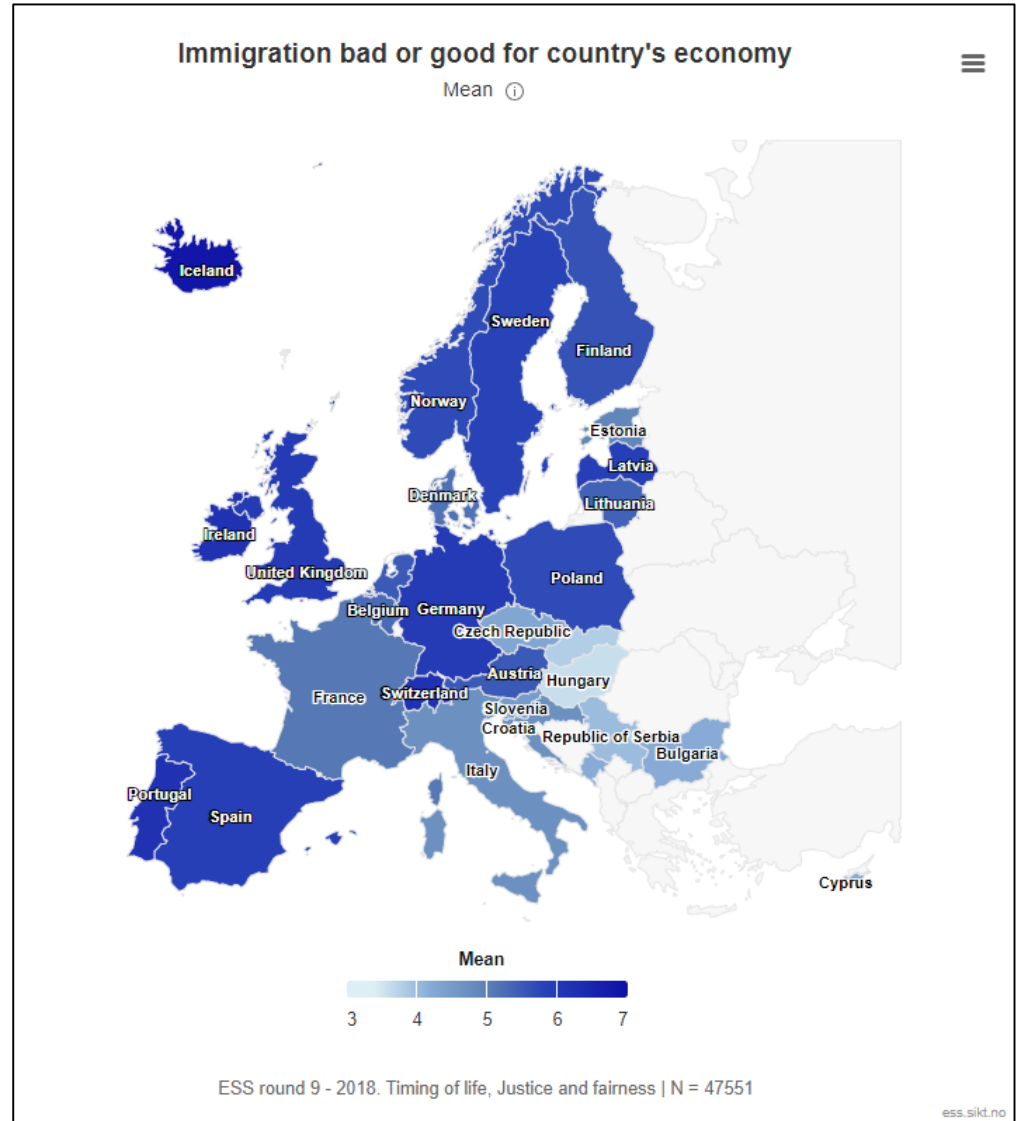 Immigration bad or good for country's economy
Mean
Iceland
Sweden
Finland
Norway
Estonia
Latvia
Denmark
Lithuania
Ireland
United Kingdom
Poland
Belgium
Germany
Czech Republic
Austria
Hungary
Switzerland
France
Slovenia
Croatia
Republic of Serbia
Bulgaria
Italy
Portugal
Spain
Cyprus
Mean
3 4 5 6 7
ESS round 9 - 2018. Timing of life, Justice and fairness | N = 47551
ess.sikt.no